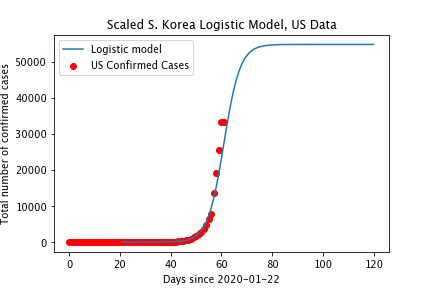 Scaled S. Korea Logistic Model, US Data
Logistic model
US Confirmed Cases
Total number of confirmed cases
50000
40000
30000
20000
10000
0
0 20 40 60 80 100 120
Days since 2020-01-22